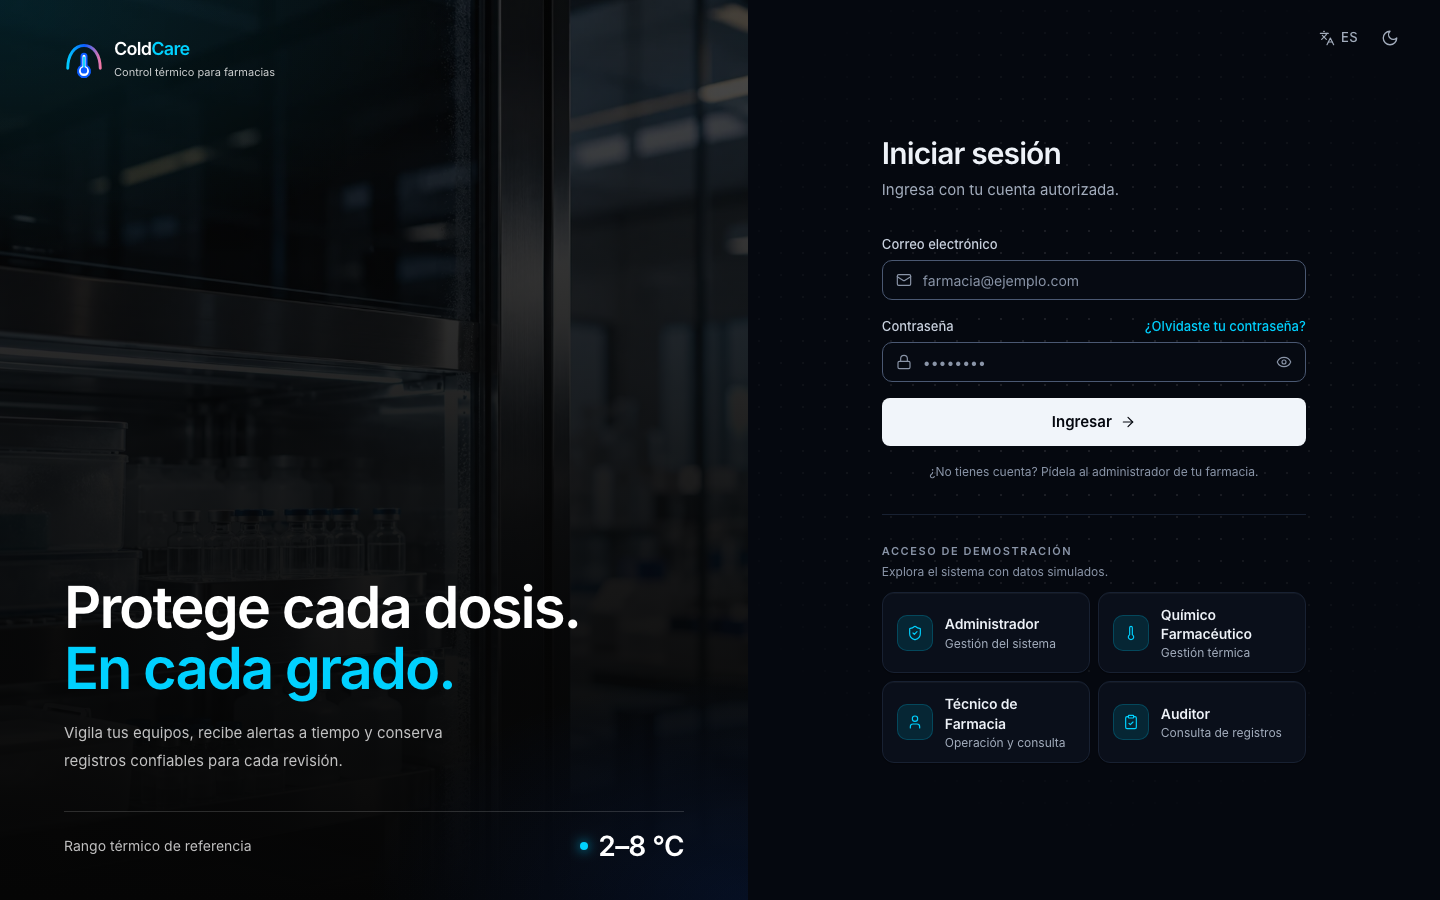 ColdCare
Control térmico para farmacias
Protege cada dosis.
En cada grado.
Vigila tus equipos, recibe alertas a tiempo y conserva
registros confiables para cada revisión.
Rango térmico de referencia
2–8 °C
ES
Iniciar sesión
Ingresa con tu cuenta autorizada.
Correo electrónico
farmacia@ejemplo.com
Contraseña
¿Olvidaste tu contraseña?
••••••••
Ingresar →
¿No tienes cuenta? Pídela al administrador de tu farmacia.
ACCESO DE DEMOSTRACIÓN
Explora el sistema con datos simulados.
Administrador
Gestión del sistema
Químico
Farmacéutico
Gestión térmica
Técnico de
Farmacia
Operación y consulta
Auditor
Consulta de registros